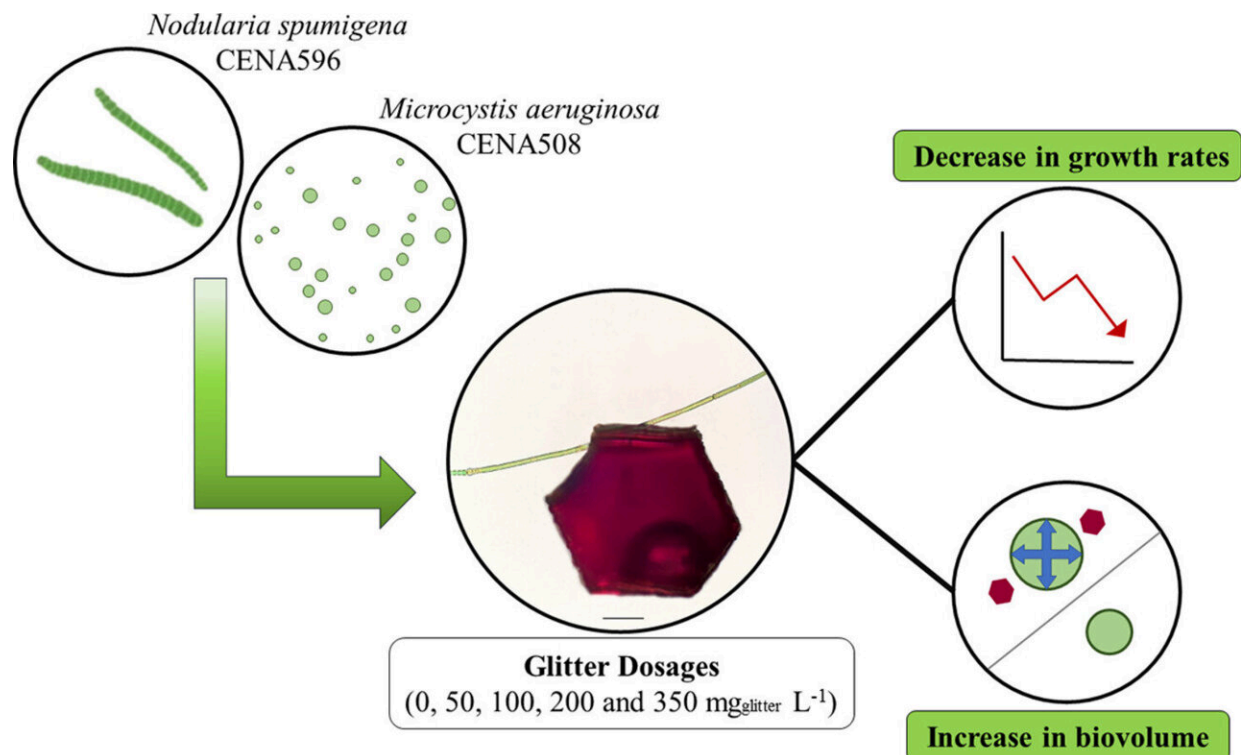 Nodularia spumigena
CENA596
Microcystis aeruginosa
CENA508
Decrease in growth rates
Glitter Dosages
(0, 50, 100, 200 and 350 mgglitter L-1)
Increase in biovolume